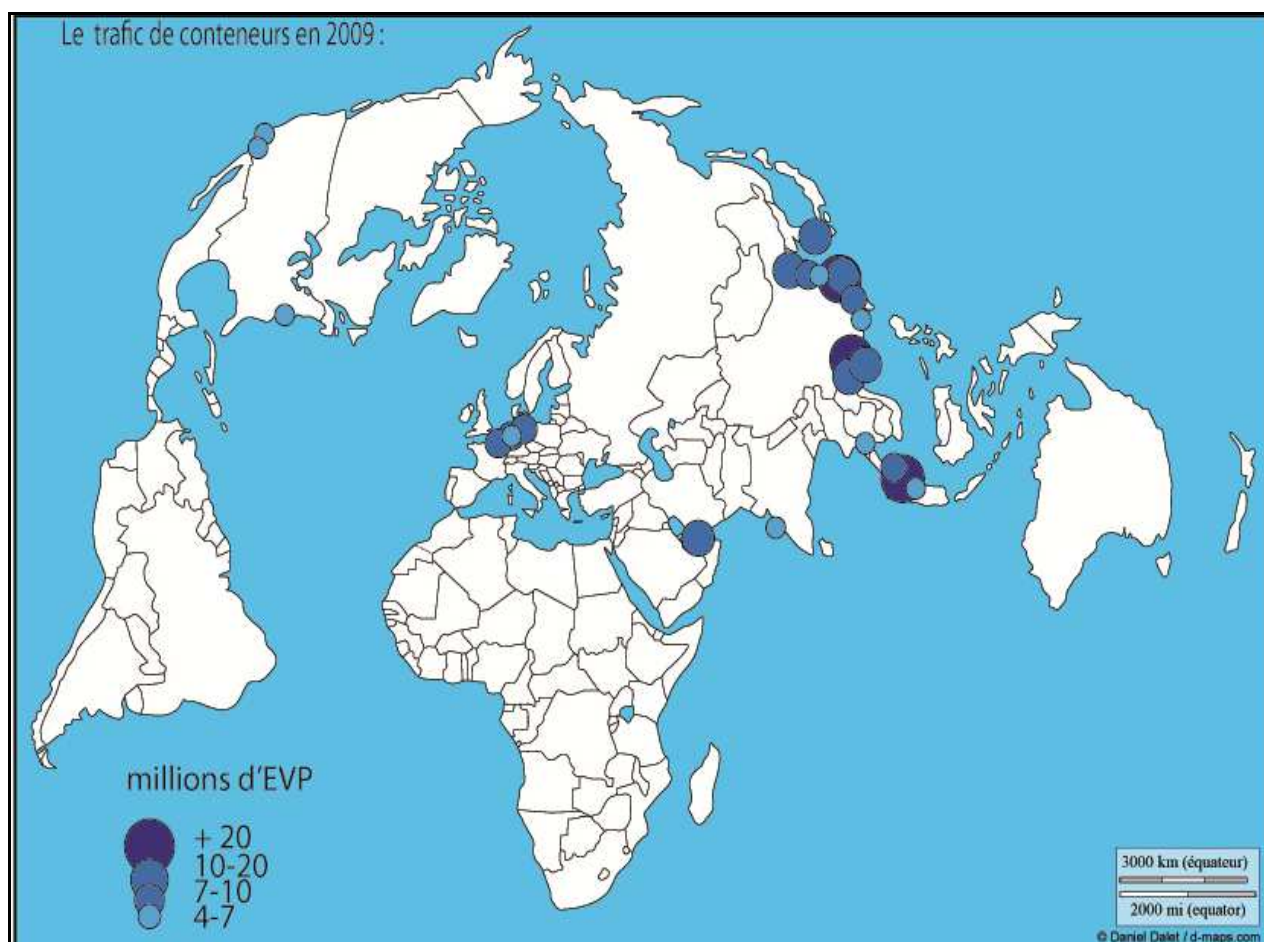 Le trafic de conteneurs en 2009 :
millions d'EVP
+ 20
10-20
7-10
4-7
3000 km (équateur)
2000 mi (equator)
© Daniel Dalet / d-maps.com